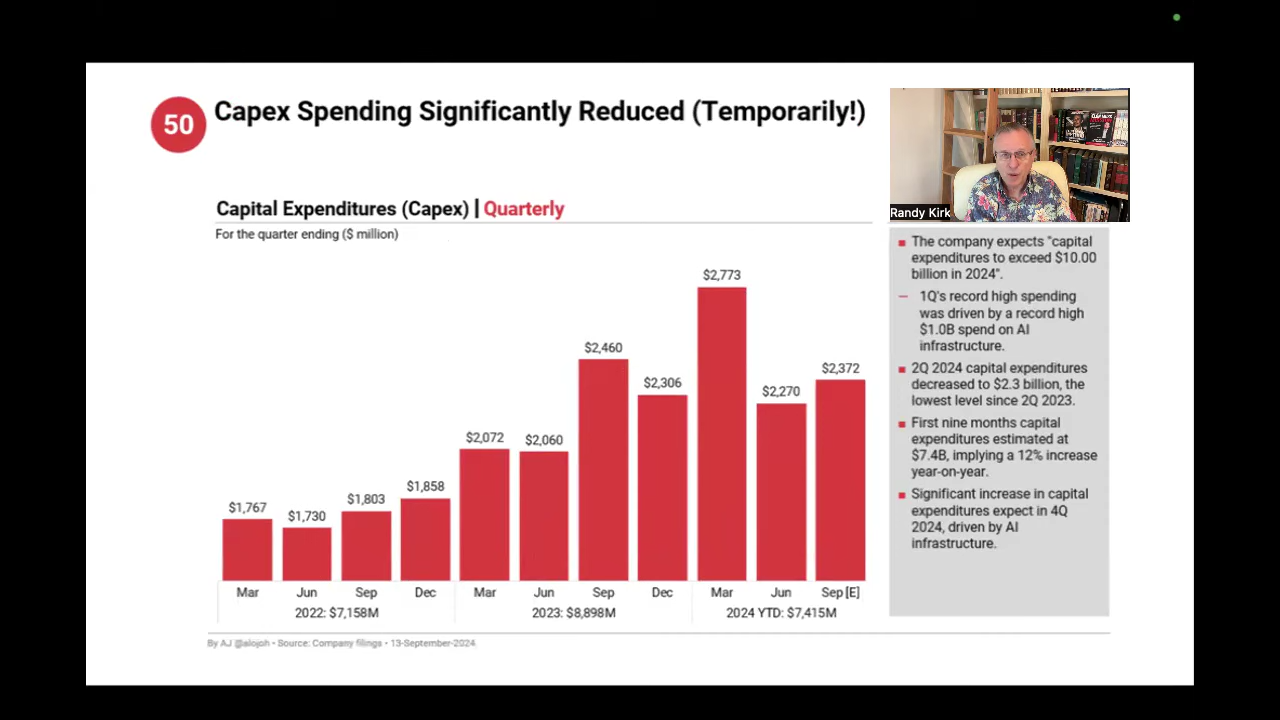 50
Capex Spending Significantly Reduced (Temporarily!)
Randy Kirk
Capital Expenditures (Capex) | Quarterly
For the quarter ending ($ million)
$1,767
$1,730
$1,803
$1,858
$2,072
$2,060
$2,460
$2,306
$2,773
$2,270
$2,372
Mar
Jun
Sep
Dec
Mar
Jun
Sep
Dec
Mar
Jun
Sep [E]
2022: $7,158M
2023: $8,898M
2024 YTD: $7,415M
The company expects "capital
expenditures to exceed $10.00
billion in 2024".
1Q's record high spending
was driven by a record high
$1.0B spend on AI
infrastructure.
2Q 2024 capital expenditures
decreased to $2.3 billion, the
lowest level since 2Q 2023.
First nine months capital
expenditures estimated at
$7.4B, implying a 12% increase
year-on-year.
Significant increase in capital
expenditures expect in 4Q
2024, driven by AI
infrastructure.
By AJ @alojoh • Source: Company filings • 13-September-2024.